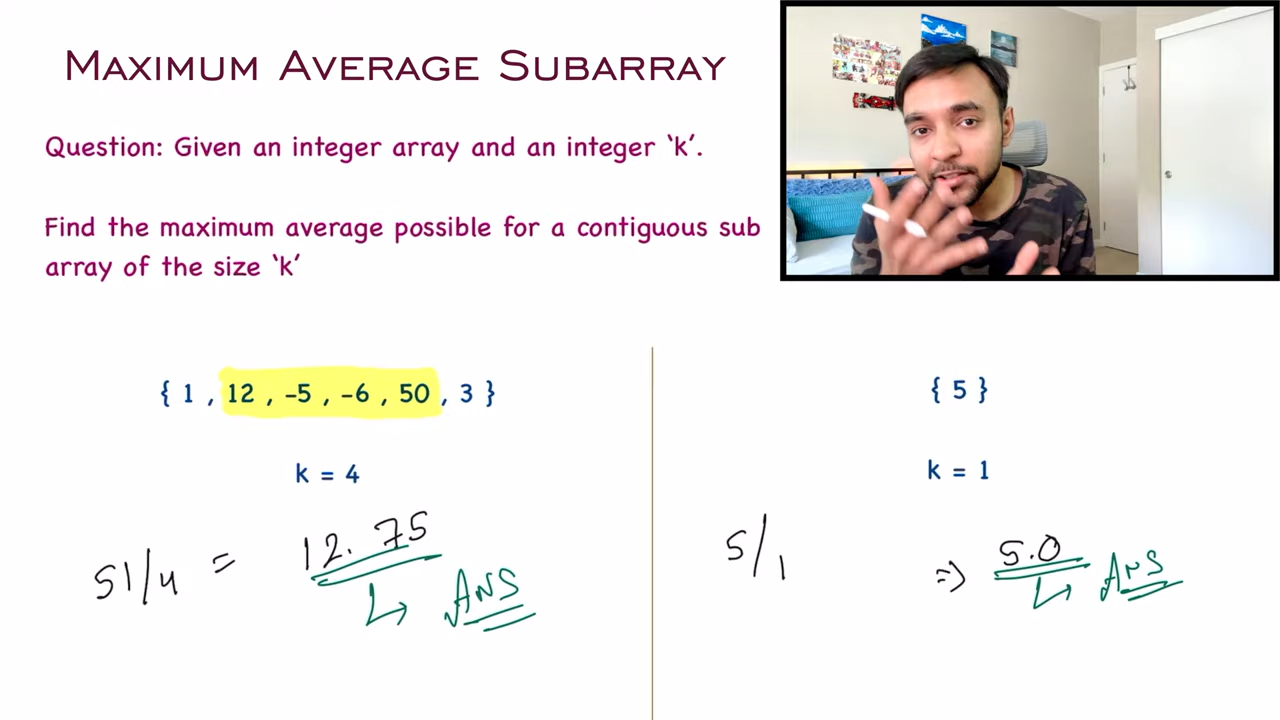 MAXIMUM AVERAGE SUBARRAY
Question: Given an integer array and an integer ‘k’.
Find the maximum average possible for a contiguous sub
array of the size ‘k’
{ 1 , 12 , -5 , -6 , 50 , 3 }
k = 4
51/4 = 12.75
↳ ANS
{ 5 }
k = 1
5/1 => 5.0
↳ ANS